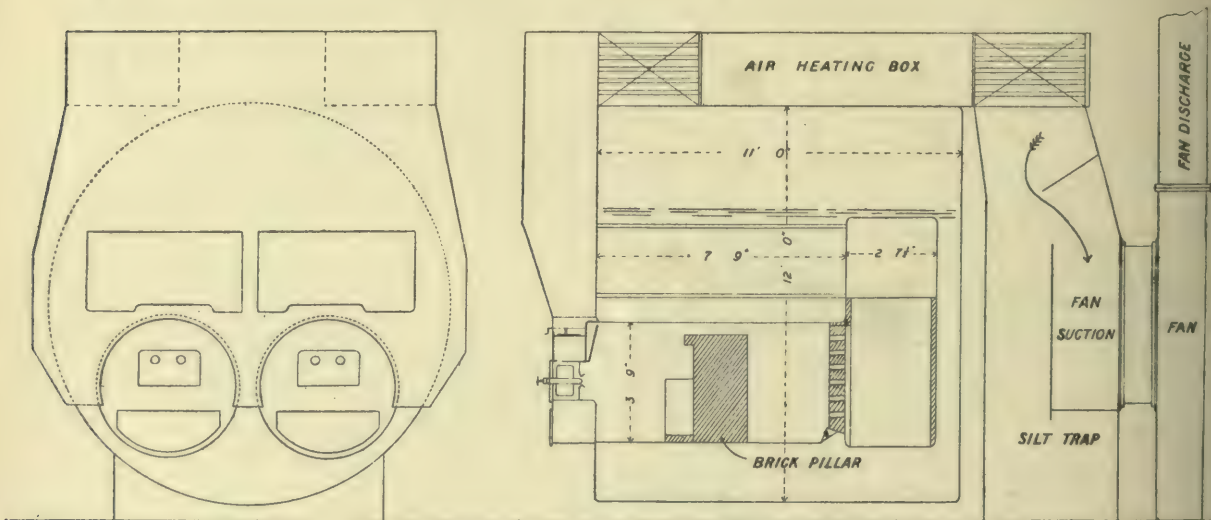 AIR HEATING BOX
FAN DISCHARGE
11' 0"
7 9"
12 0"
2 7½"
3 9"
FAN
SUCTION
FAN
SILT TRAP
BRICK PILLAR